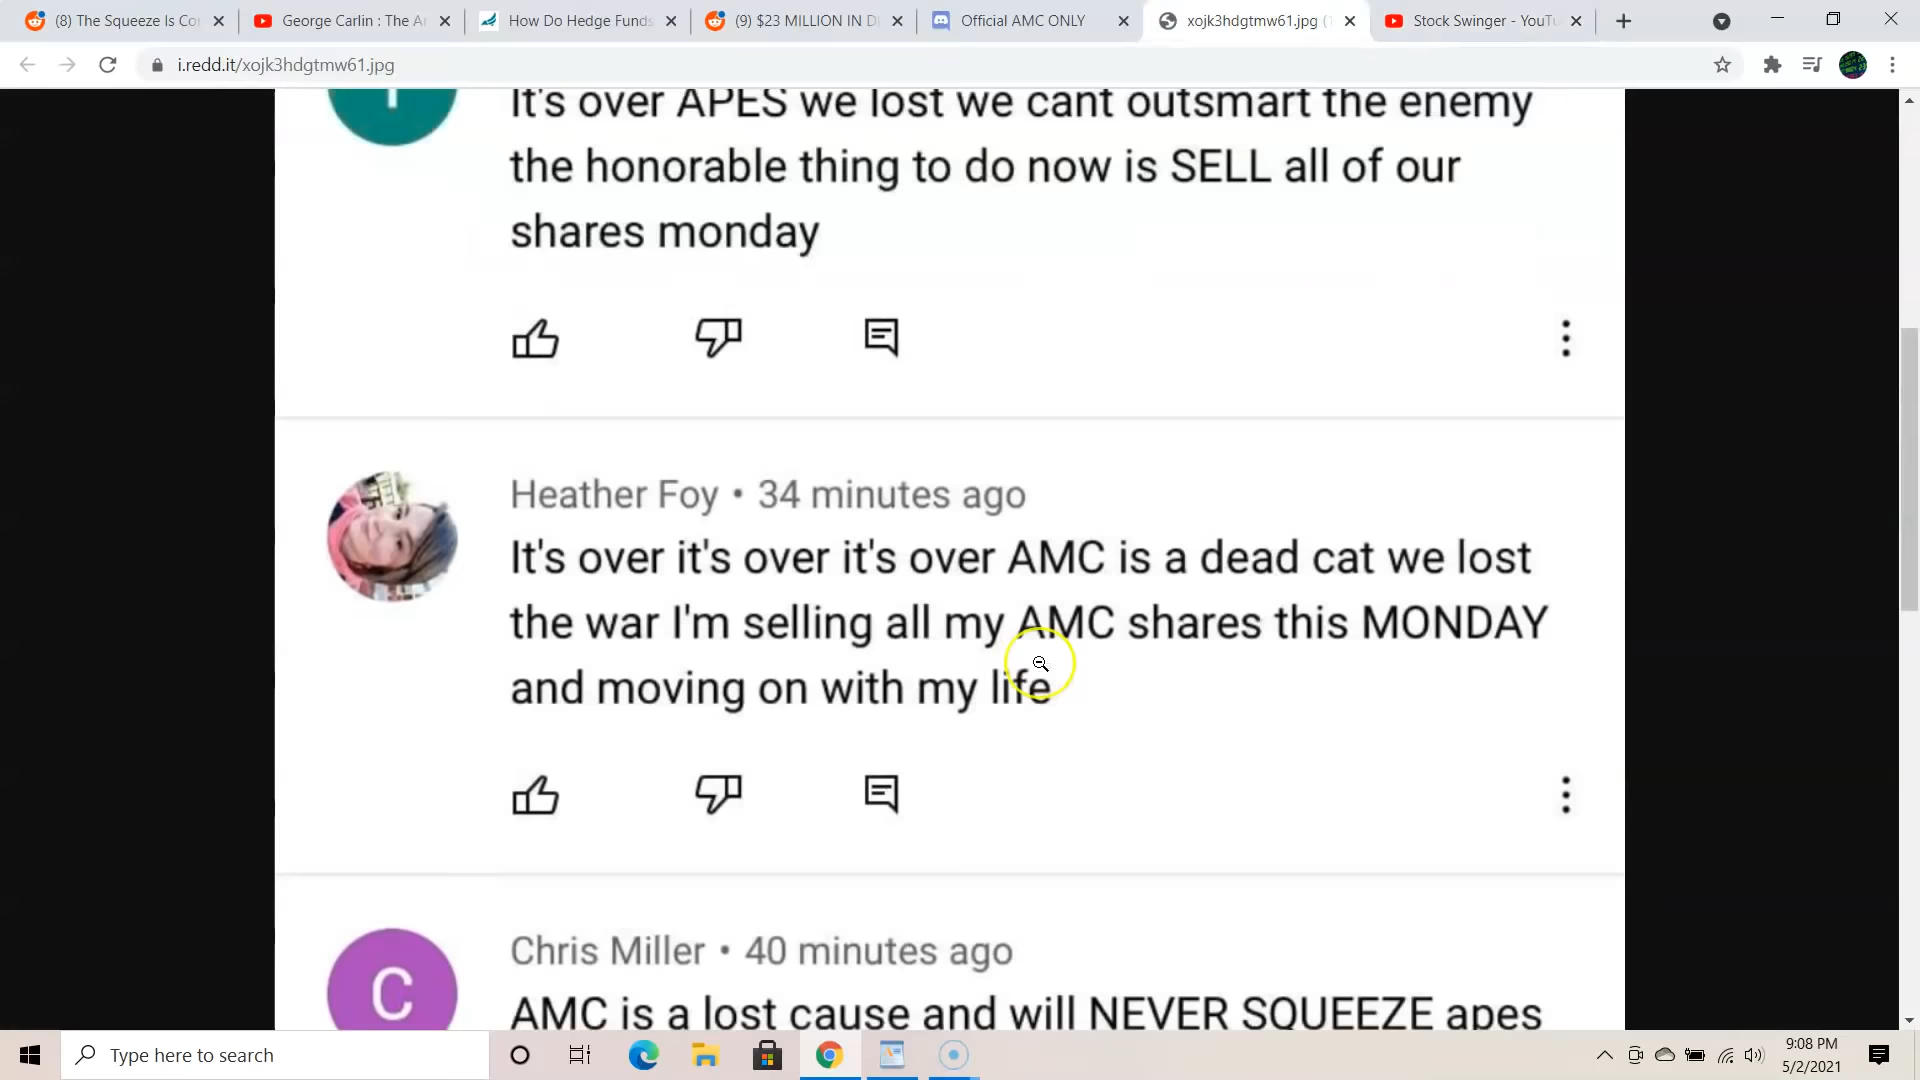 (8) The Squeeze Is Co
George Carlin : The A
How Do Hedge Funds
(9) $23 MILLION IN D
Official AMC ONLY
xojk3hdgtmw61.jpg (
Stock Swinger - YouTu
i.redd.it/xojk3hdgtmw61.jpg
It's over APES we lost we cant outsmart the enemy
the honorable thing to do now is SELL all of our
shares monday
Heather Foy • 34 minutes ago
It's over it's over it's over AMC is a dead cat we lost
the war I'm selling all my AMC shares this MONDAY
and moving on with my life
C
Chris Miller • 40 minutes ago
AMC is a lost cause and will NEVER SQUEEZE apes
Type here to search
9:08 PM
5/2/2021